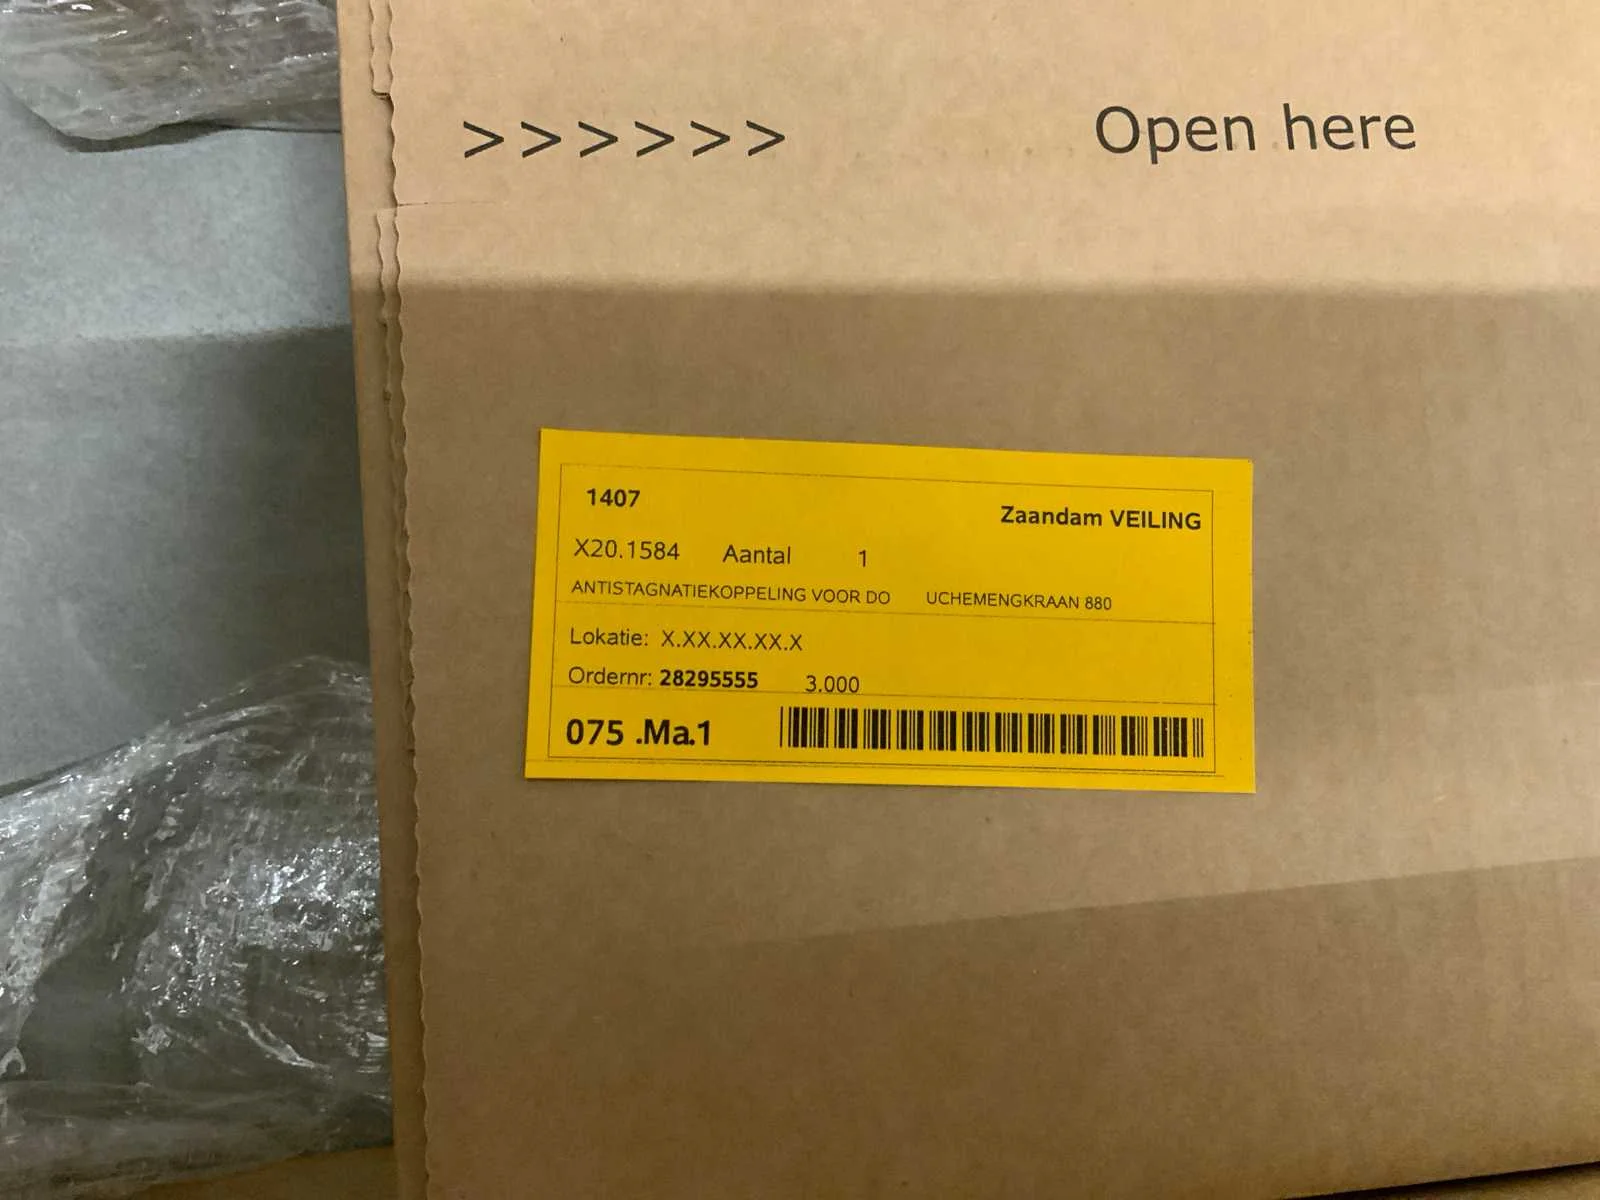 >>>>>> Open here
1407 Zaandam VEILING
X20.1584 Aantal 1
ANTISTAGNATIEKOPPELING VOOR DO UCHEMENGKRAAN 880
Lokatie: X.XX.XX.XX.X
Ordernr: 28295555 3.000
075 .Ma.1